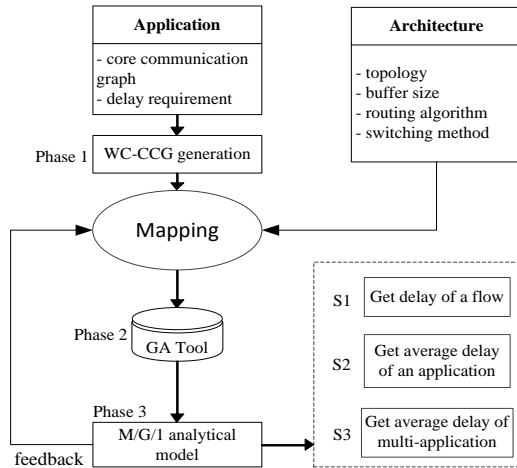 Application
- core communication
graph
- delay requirement
Architecture
- topology
- buffer size
- routing algorithm
- switching method
Phase 1
WC-CCG generation
Mapping
Phase 2
GA Tool
Phase 3
M/G/1 analytical
model
feedback
S1
Get delay of a flow
S2
Get average delay
of an application
S3
Get average delay of
multi-application